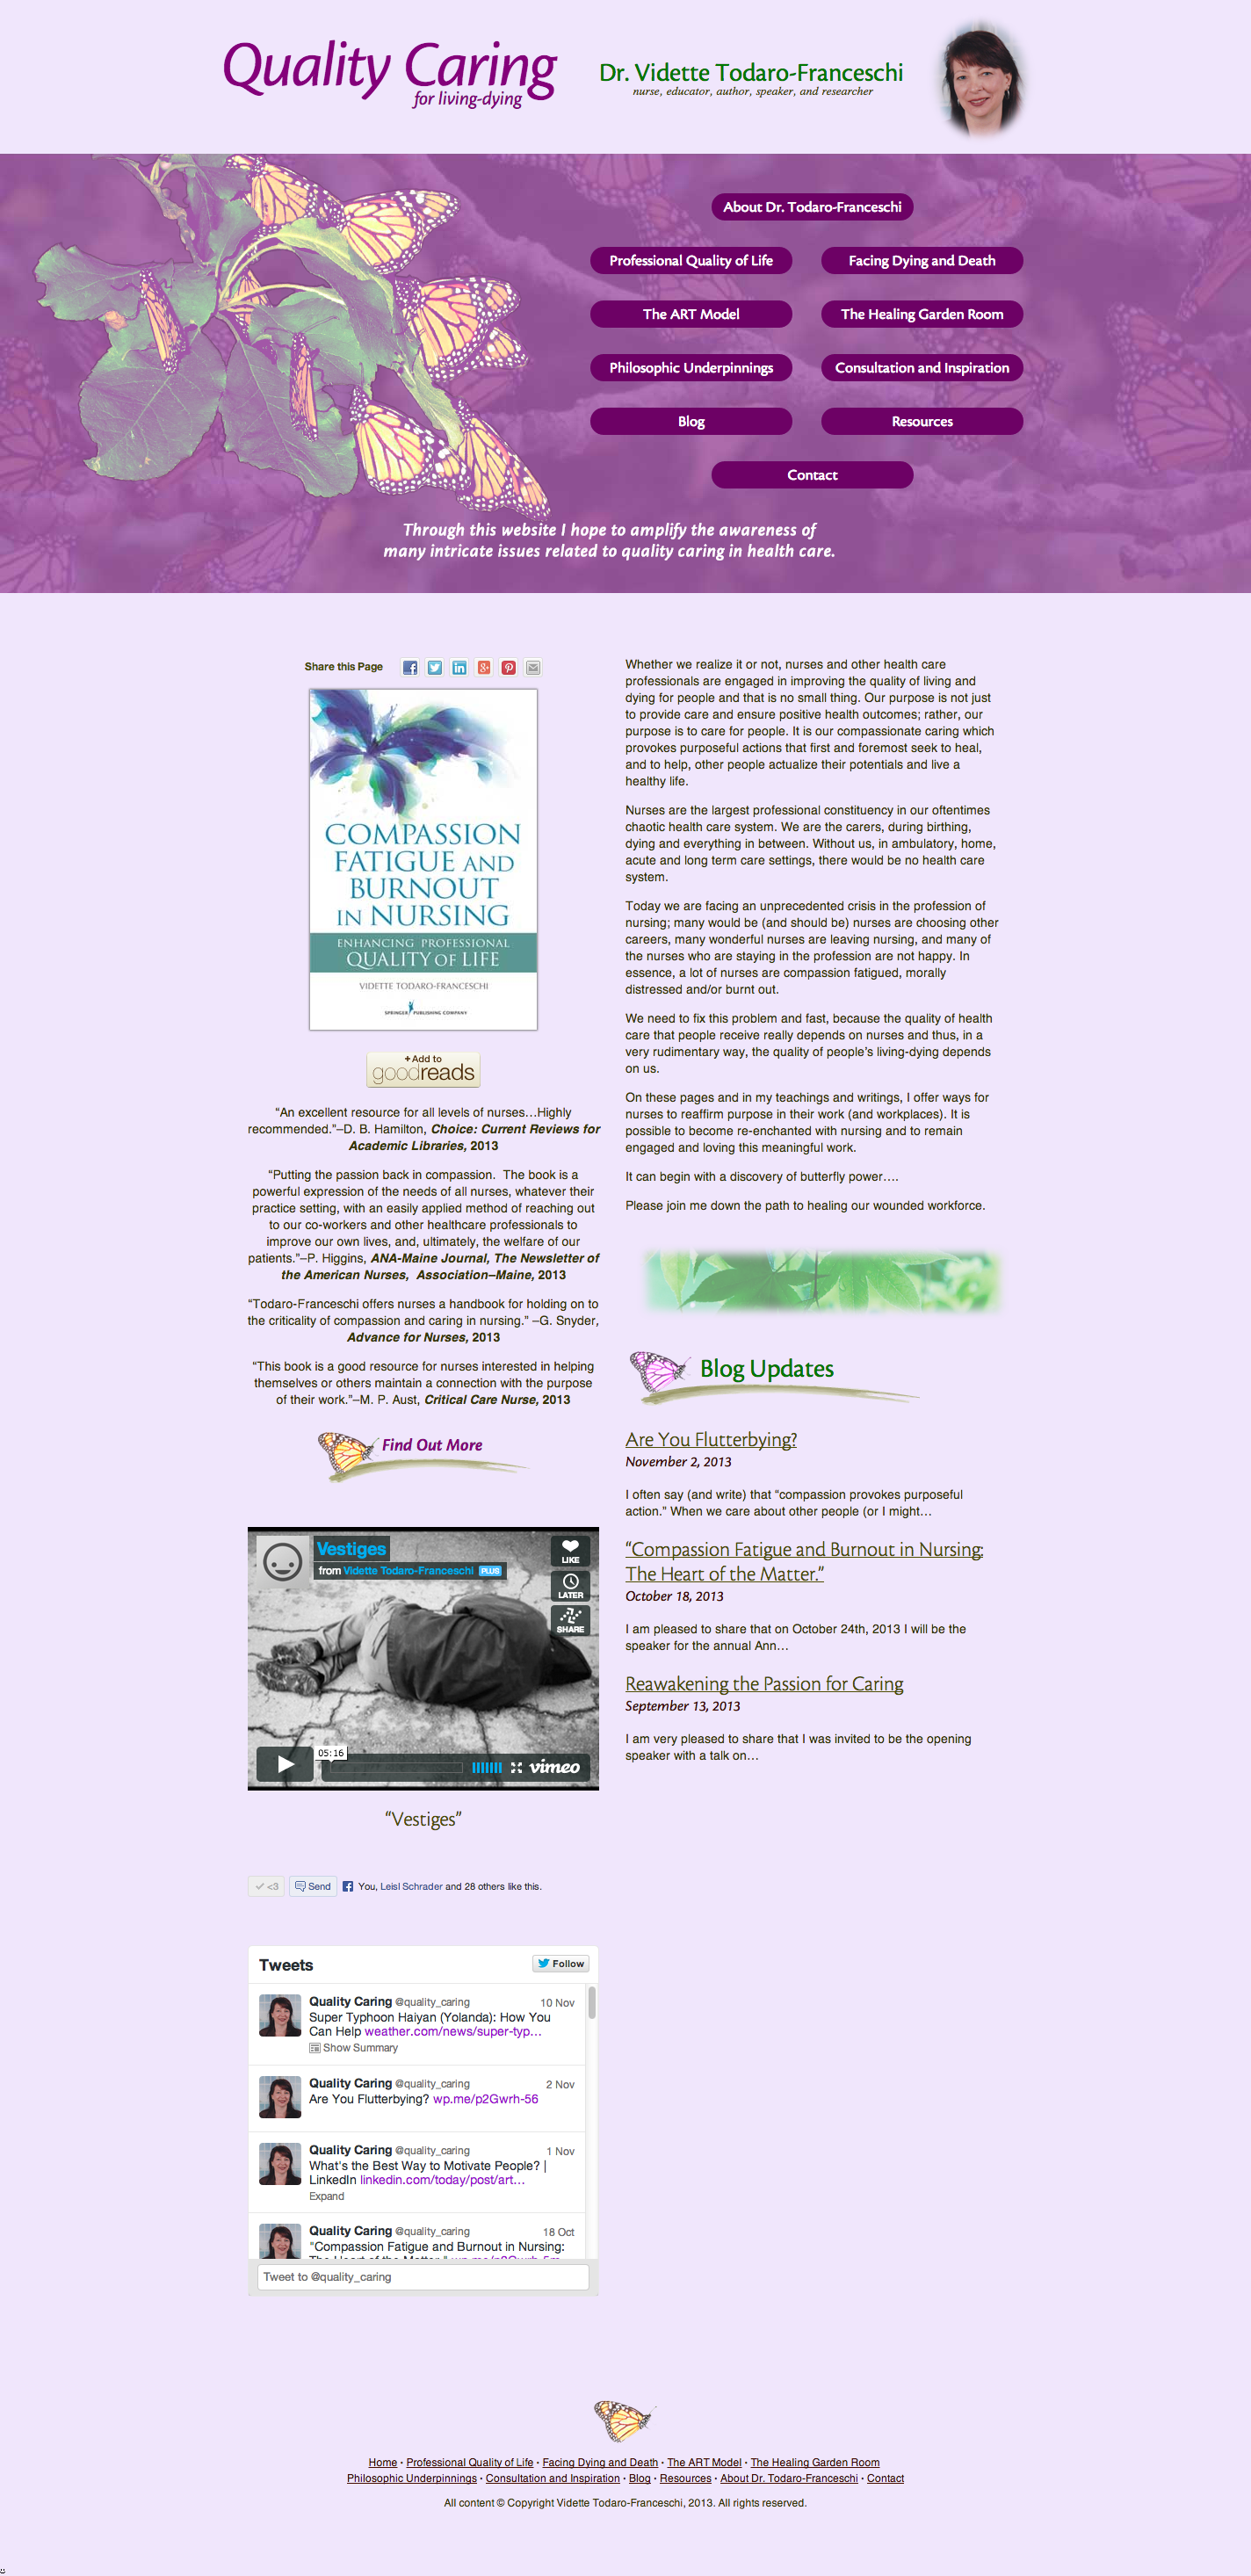 Quality Caring
for living-dying
Dr. Vidette Todaro-Franceschi
nurse, educator, author, speaker, and researcher
About Dr. Todaro-Franceschi
Professional Quality of Life
Facing Dying and Death
The ART Model
The Healing Garden Room
Philosophic Underpinnings
Consultation and Inspiration
Blog
Resources
Contact
Through this website I hope to amplify the awareness of
many intricate issues related to quality caring in health care.
Share this Page
COMPASSION
FATIGUE AND
BURNOUT
IN NURSING
ENHANCING PROFESSIONAL
QUALITY OF LIFE
VIDETTE TODARO-FRANCESCHI
SPRINGER PUBLISHING COMPANY
+ Add to
goodreads
“An excellent resource for all levels of nurses…Highly
recommended.”–D. B. Hamilton, Choice: Current Reviews for
Academic Libraries, 2013
“Putting the passion back in compassion.  The book is a
powerful expression of the needs of all nurses, whatever their
practice setting, with an easily applied method of reaching out
to our co-workers and other healthcare professionals to
improve our own lives, and, ultimately, the welfare of our
patients.”–P. Higgins, ANA-Maine Journal, The Newsletter of
the American Nurses,  Association–Maine, 2013
“Todaro-Franceschi offers nurses a handbook for holding on to
the criticality of compassion and caring in nursing.” –G. Snyder,
Advance for Nurses, 2013
“This book is a good resource for nurses interested in helping
themselves or others maintain a connection with the purpose
of their work.”–M. P. Aust, Critical Care Nurse, 2013
Find Out More
Vestiges
from Vidette Todaro-Franceschi PLUS
LIKE
LATER
SHARE
05:16
vimeo
“Vestiges”
<3
Send
You, Leisl Schrader and 28 others like this.
Tweets
Follow
Quality Caring @quality_caring 10 Nov
Super Typhoon Haiyan (Yolanda): How You
Can Help weather.com/news/super-typ…
Show Summary
Quality Caring @quality_caring 2 Nov
Are You Flutterbying? wp.me/p2Gwrh-56
Quality Caring @quality_caring 1 Nov
What's the Best Way to Motivate People? |
LinkedIn linkedin.com/today/post/art…
Expand
Quality Caring @quality_caring 18 Oct
"Compassion Fatigue and Burnout in Nursing:
Tweet to @quality_caring
Whether we realize it or not, nurses and other health care
professionals are engaged in improving the quality of living and
dying for people and that is no small thing. Our purpose is not just
to provide care and ensure positive health outcomes; rather, our
purpose is to care for people. It is our compassionate caring which
provokes purposeful actions that first and foremost seek to heal,
and to help, other people actualize their potentials and live a
healthy life.
Nurses are the largest professional constituency in our oftentimes
chaotic health care system. We are the carers, during birthing,
dying and everything in between. Without us, in ambulatory, home,
acute and long term care settings, there would be no health care
system.
Today we are facing an unprecedented crisis in the profession of
nursing; many would be (and should be) nurses are choosing other
careers, many wonderful nurses are leaving nursing, and many of
the nurses who are staying in the profession are not happy. In
essence, a lot of nurses are compassion fatigued, morally
distressed and/or burnt out.
We need to fix this problem and fast, because the quality of health
care that people receive really depends on nurses and thus, in a
very rudimentary way, the quality of people’s living-dying depends
on us.
On these pages and in my teachings and writings, I offer ways for
nurses to reaffirm purpose in their work (and workplaces). It is
possible to become re-enchanted with nursing and to remain
engaged and loving this meaningful work.
It can begin with a discovery of butterfly power….
Please join me down the path to healing our wounded workforce.
Blog Updates
Are You Flutterbying?
November 2, 2013
I often say (and write) that “compassion provokes purposeful
action.” When we care about other people (or I might…
“Compassion Fatigue and Burnout in Nursing:
The Heart of the Matter.”
October 18, 2013
I am pleased to share that on October 24th, 2013 I will be the
speaker for the annual Ann…
Reawakening the Passion for Caring
September 13, 2013
I am very pleased to share that I was invited to be the opening
speaker with a talk on…
Home • Professional Quality of Life • Facing Dying and Death • The ART Model • The Healing Garden Room
Philosophic Underpinnings • Consultation and Inspiration • Blog • Resources • About Dr. Todaro-Franceschi • Contact
All content © Copyright Vidette Todaro-Franceschi, 2013. All rights reserved.